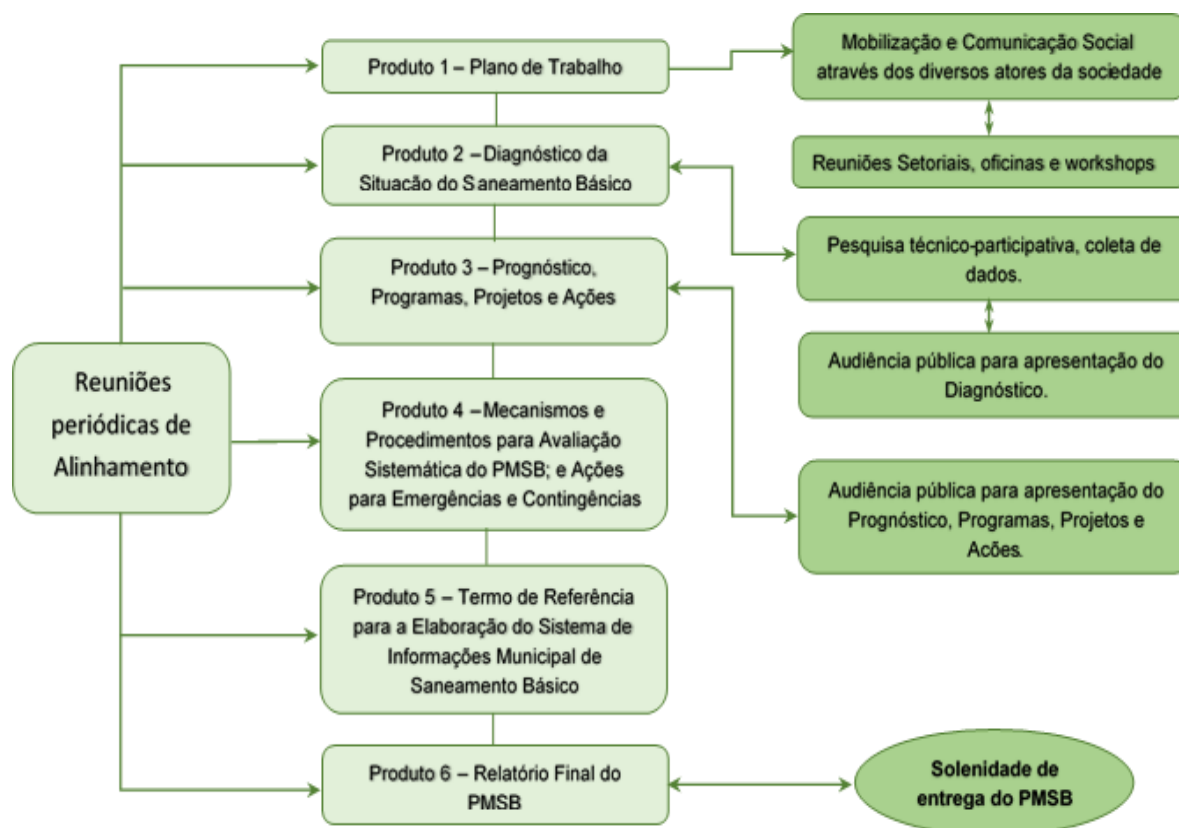 Reuniões
periódicas de
Alinhamento
Produto 1 – Plano de Trabalho
Produto 2 – Diagnóstico da
Situacão do Saneamento Básico
Produto 3 – Prognóstico,
Programas, Projetos e Ações
Produto 4 – Mecanismos e
Procedimentos para Avaliação
Sistemática do PMSB; e Ações
para Emergências e Contingências
Produto 5 – Termo de Referência
para a Elaboração do Sistema de
Informações Municipal de
Saneamento Básico
Produto 6 – Relatório Final do
PMSB
Mobilização e Comunicação Social
através dos diversos atores da sociedade
Reuniões Setoriais, oficinas e workshops
Pesquisa técnico-participativa, coleta de
dados.
Audiência pública para apresentação do
Diagnóstico.
Audiência pública para apresentação do
Prognóstico, Programas, Projetos e
Acões.
Solenidade de
entrega do PMSB